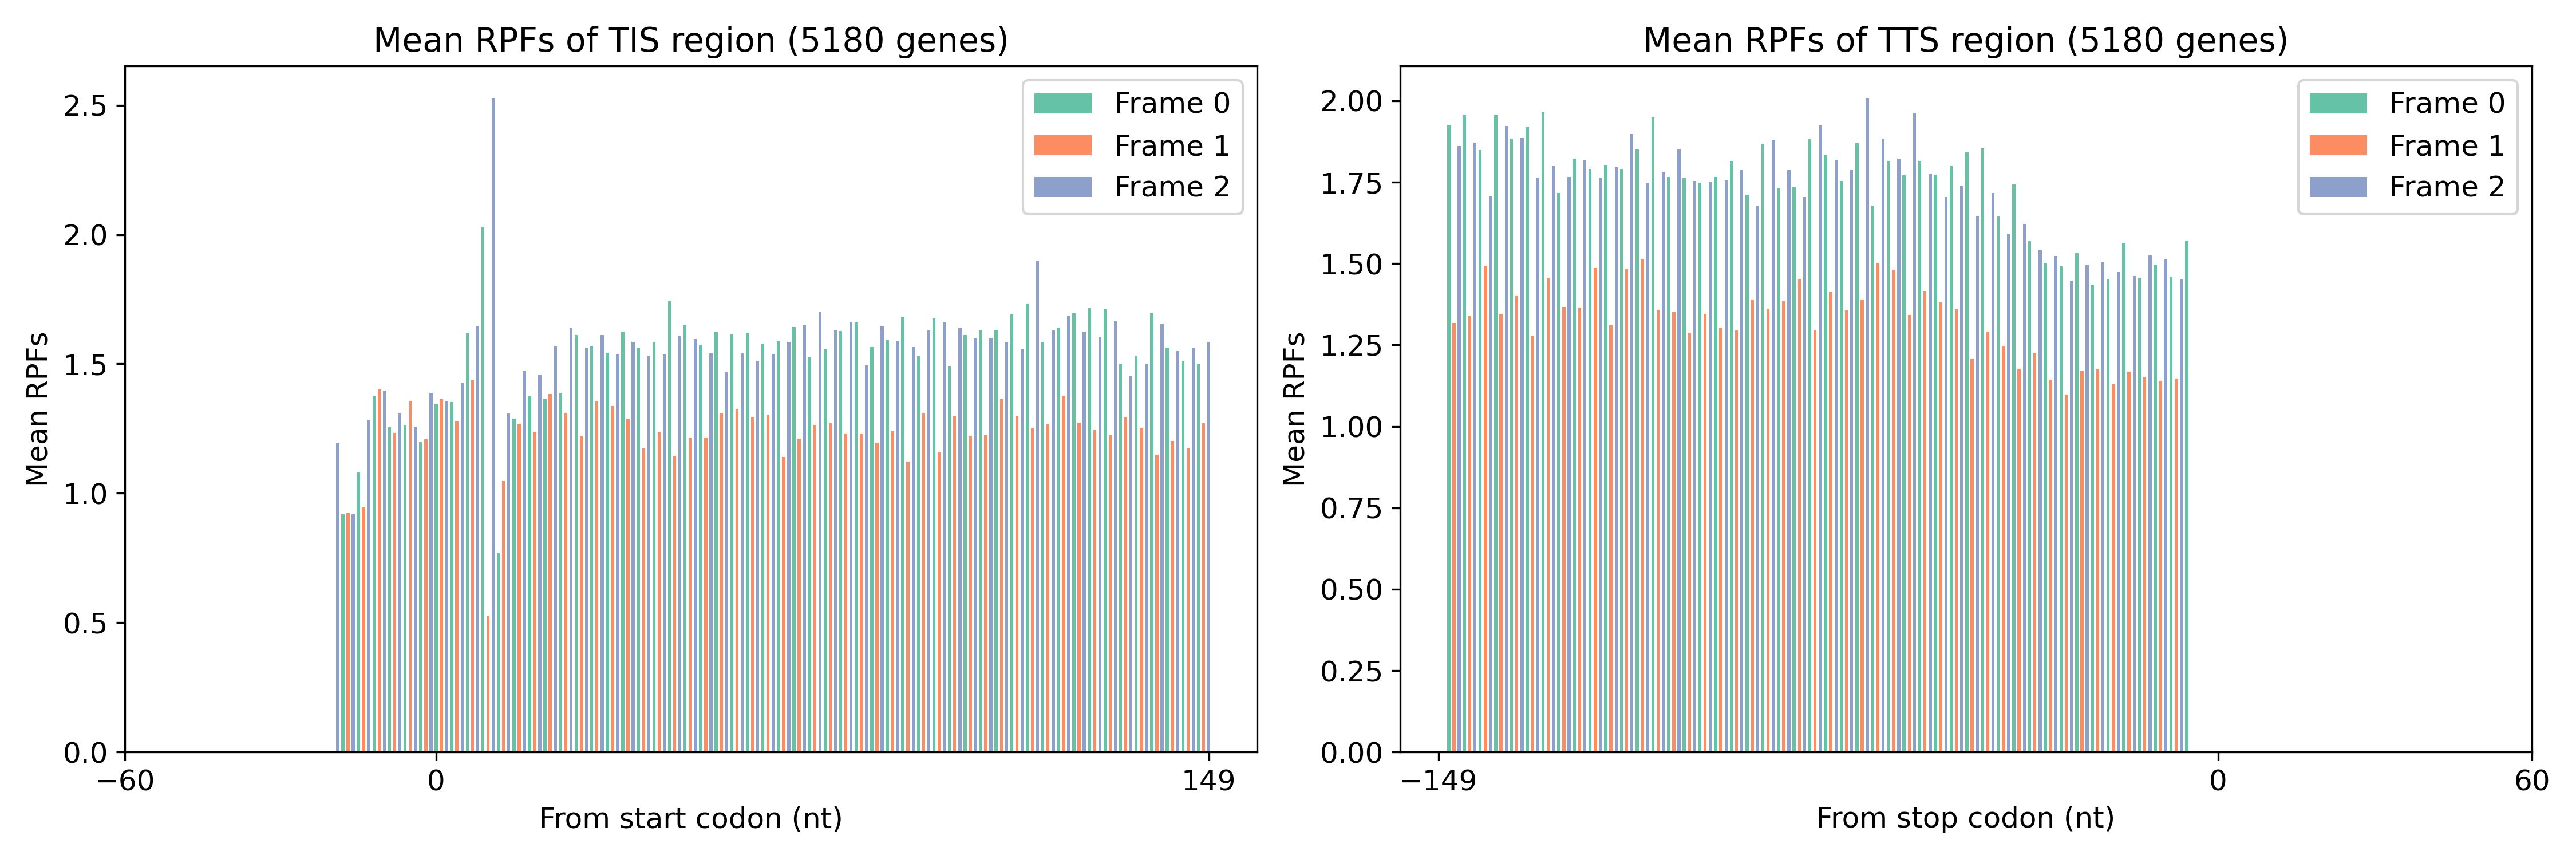 Mean RPFs of TIS region (5180 genes)
Mean RPFs
2.5
2.0
1.5
1.0
0.5
0.0
−60
0
149
From start codon (nt)
Frame 0
Frame 1
Frame 2
Mean RPFs of TTS region (5180 genes)
Mean RPFs
2.00
1.75
1.50
1.25
1.00
0.75
0.50
0.25
0.00
−149
0
60
From stop codon (nt)
Frame 0
Frame 1
Frame 2